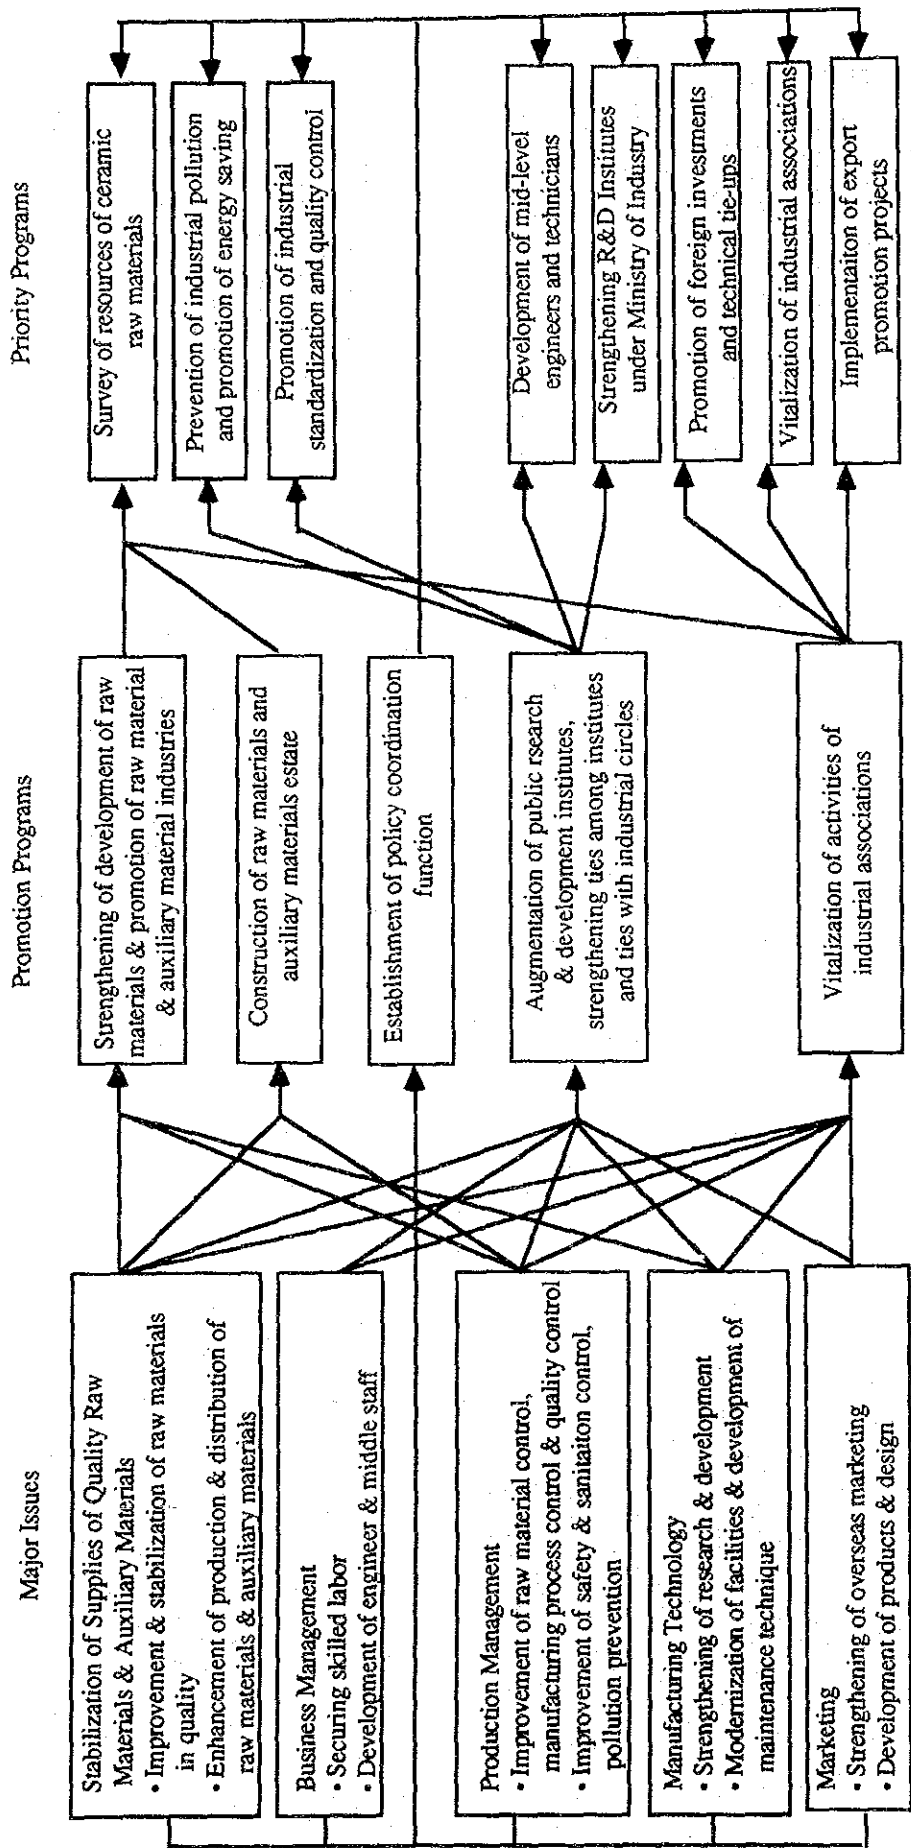 Major Issues
Stabilization of Supplies of Quality Raw
Materials & Auxiliary Materials
• Improvement & stabilization of raw materials
in quality
• Enhancement of production & distribution of
raw materials & auxiliary materials
Business Management
• Securing skilled labor
• Development of engineer & middle staff
Production Management
• Improvement of raw material control,
manufacturing process control & quality control
• Improvement of safety & sanitaiton control,
pollution prevention
Manufacturing Technology
• Strengthening of research & development
• Modernization of facilities & development of
maintenance technique
Marketing
• Strengthening of overseas marketing
• Development of products & design
Promotion Programs
Strengthening of development of raw
materials & promotion of raw material
& auxiliary material industries
Construction of raw materials and
auxiliary materials estate
Establishment of policy coordination
function
Augmentation of public rsearch
& development institutes,
strengthening ties among institutes
and ties with industrial circles
Vitalization of activities of
industrial associations
Priority Programs
Survey of resources of ceramic
raw materials
Prevention of industrial pollution
and promotion of energy saving
Promotion of industrial
standardization and quality control
Development of mid-level
engineers and technicians
Strengthening R&D Institutes
under Ministry of Industry
Promotion of foreign investments
and technical tie-ups
Vitalization of industrial associations
Implementaiton of export
promotion projects